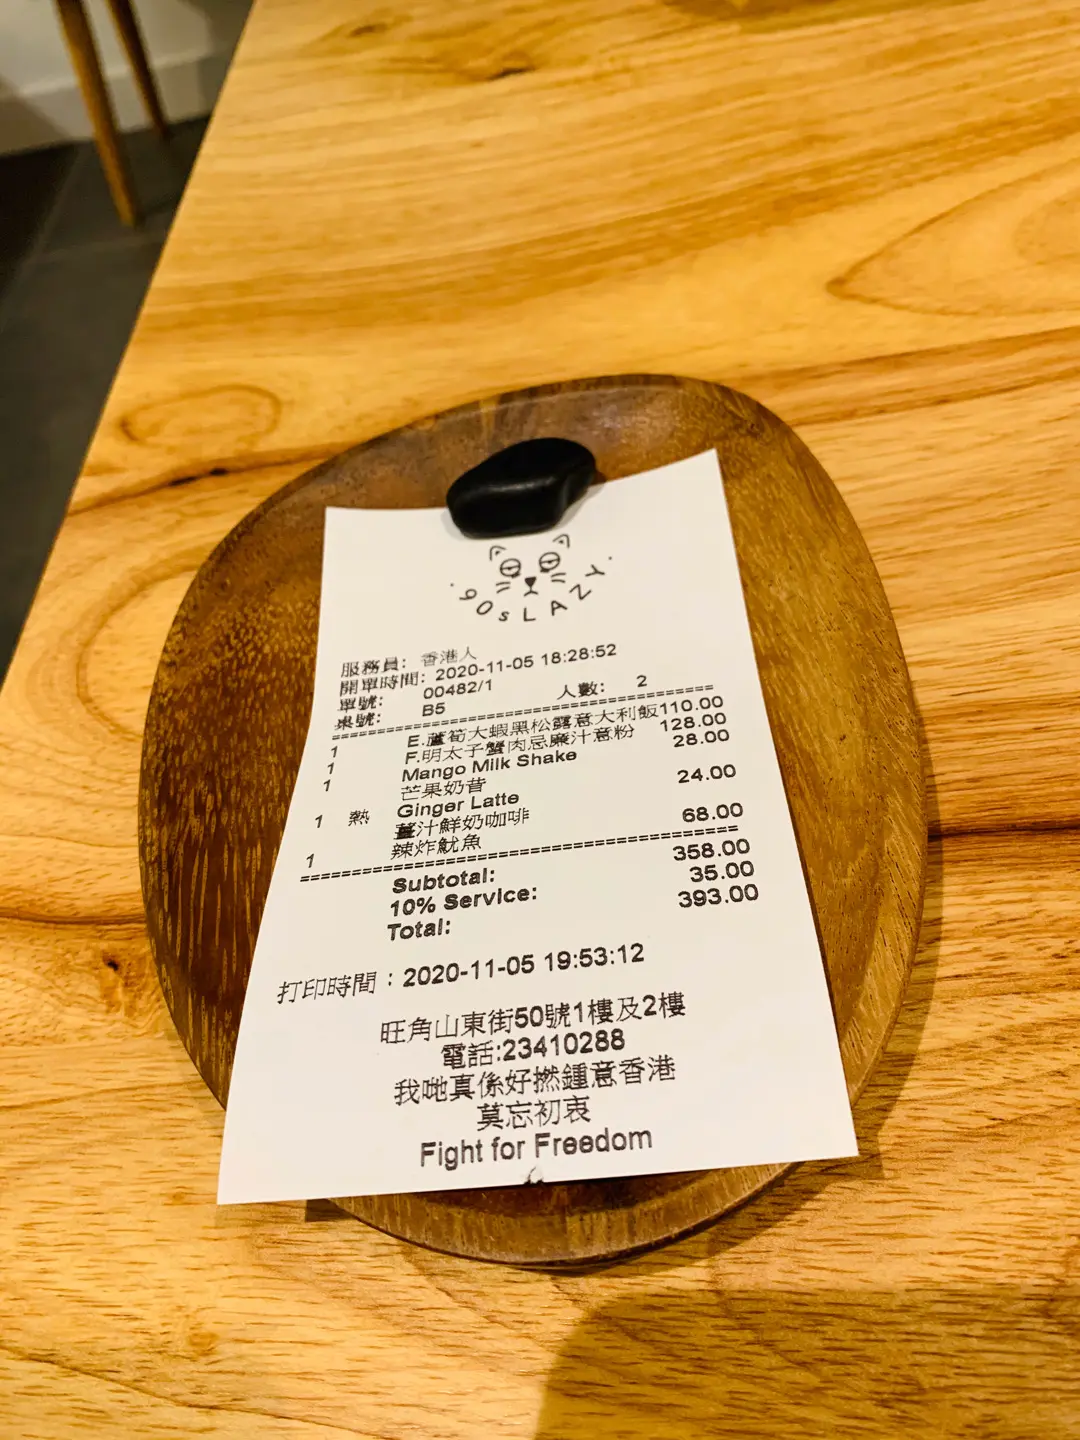 .90sLAZY.
服務員: 香港人
開單時間: 2020-11-05 18:28:52
單號: 00482/1 人數: 2
桌號: B5
1 E.蘆筍大蝦黑松露意大利飯 110.00
1 F.明太子蟹肉忌廉汁意粉 128.00
1 Mango Milk Shake 28.00
芒果奶昔
1 熱 Ginger Latte 24.00
薑汁鮮奶咖啡
1 辣炸魷魚 68.00
Subtotal: 358.00
10% Service: 35.00
Total: 393.00
打印時間：2020-11-05 19:53:12
旺角山東街50號1樓及2樓
電話:23410288
我哋真係好撚鍾意香港
莫忘初衷
Fight for Freedom